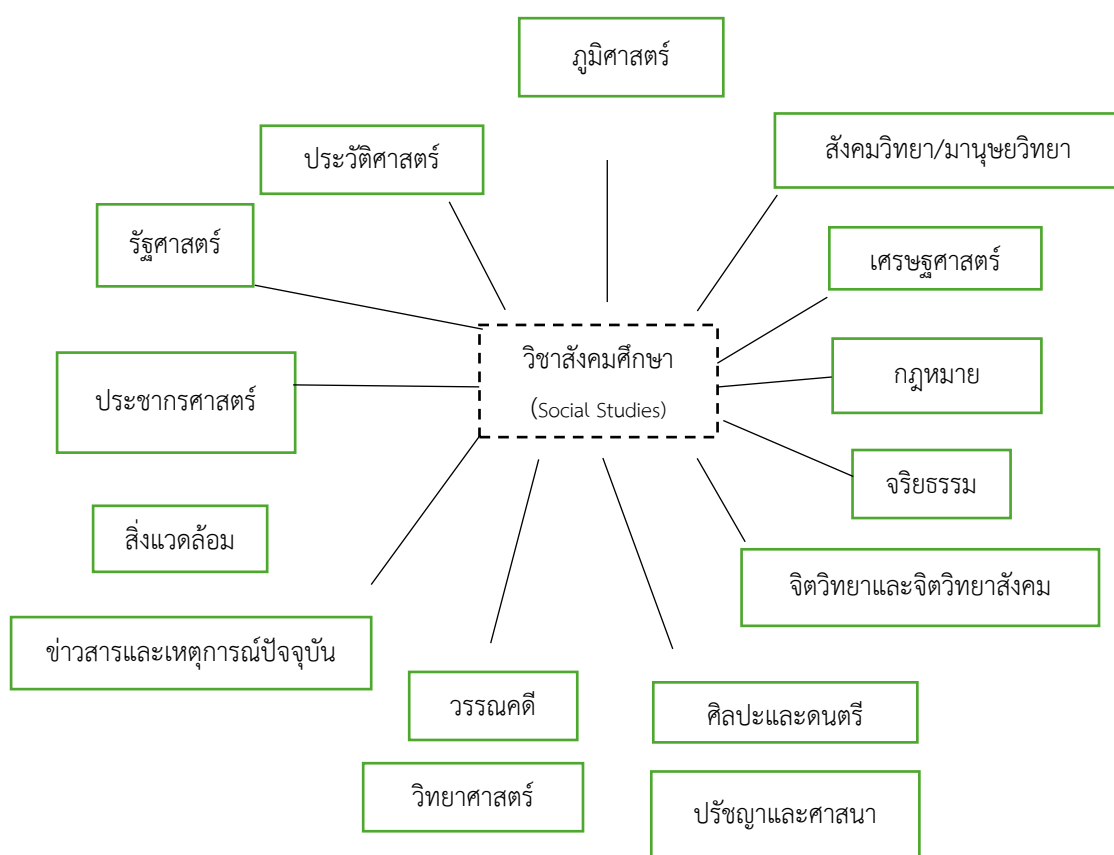 ภูมิศาสตร์
ประวัติศาสตร์
สังคมวิทยา/มานุษยวิทยา
รัฐศาสตร์
เศรษฐศาสตร์
วิชาสังคมศึกษา
(Social Studies)
กฎหมาย
ประชากรศาสตร์
จริยธรรม
สิ่งแวดล้อม
จิตวิทยาและจิตวิทยาสังคม
ข่าวสารและเหตุการณ์ปัจจุบัน
วรรณคดี
ศิลปะและดนตรี
วิทยาศาสตร์
ปรัชญาและศาสนา